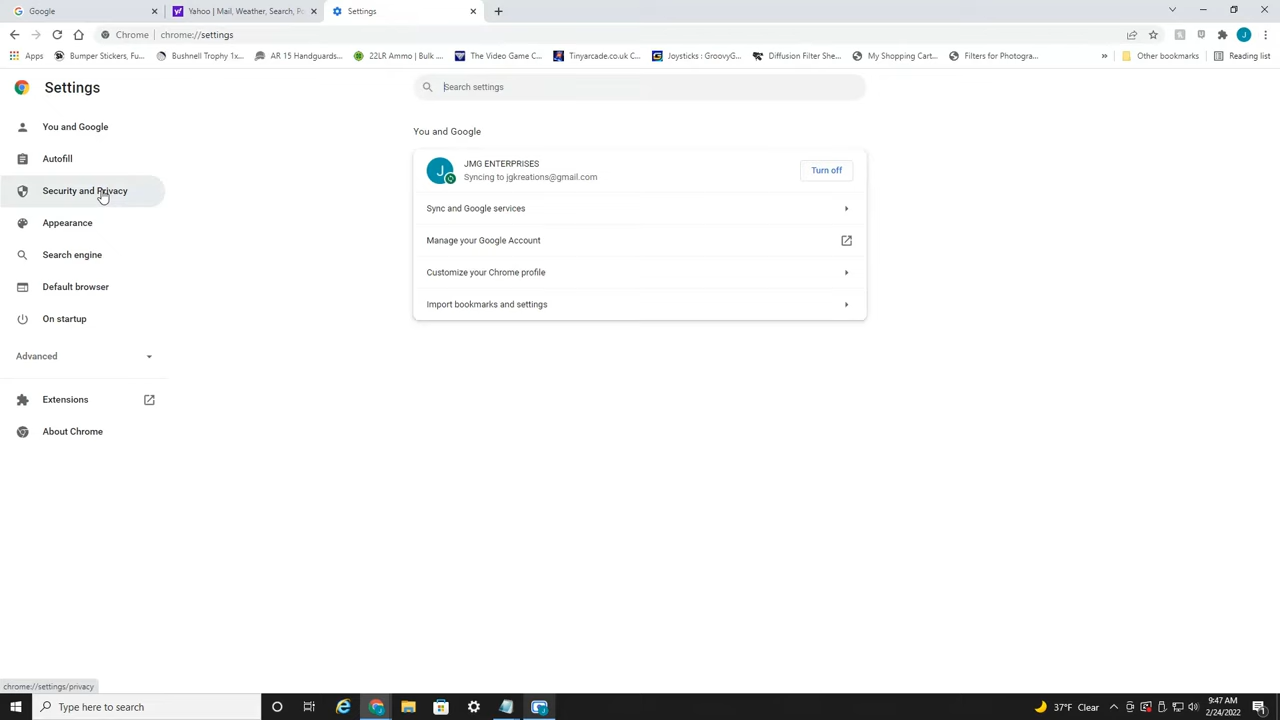 Google
Yahoo | Mail, Weather, Search, Po
Settings
Chrome | chrome://settings
Apps
Bumper Stickers, Fu...
Bushnell Trophy 1x...
AR 15 Handguards...
22LR Ammo | Bulk ...
The Video Game C...
Tinyarcade.co.uk C...
Joysticks : GroovyG...
Diffusion Filter She...
My Shopping Cart...
Filters for Photogra...
»
Other bookmarks
Reading list
Settings
Search settings
You and Google
Autofill
Security and Privacy
Appearance
Search engine
Default browser
On startup
Advanced
Extensions
About Chrome
You and Google
J
JMG ENTERPRISES
Syncing to jgkreations@gmail.com
Turn off
Sync and Google services
Manage your Google Account
Customize your Chrome profile
Import bookmarks and settings
chrome://settings/privacy
Type here to search
37°F Clear
9:47 AM
2/24/2022